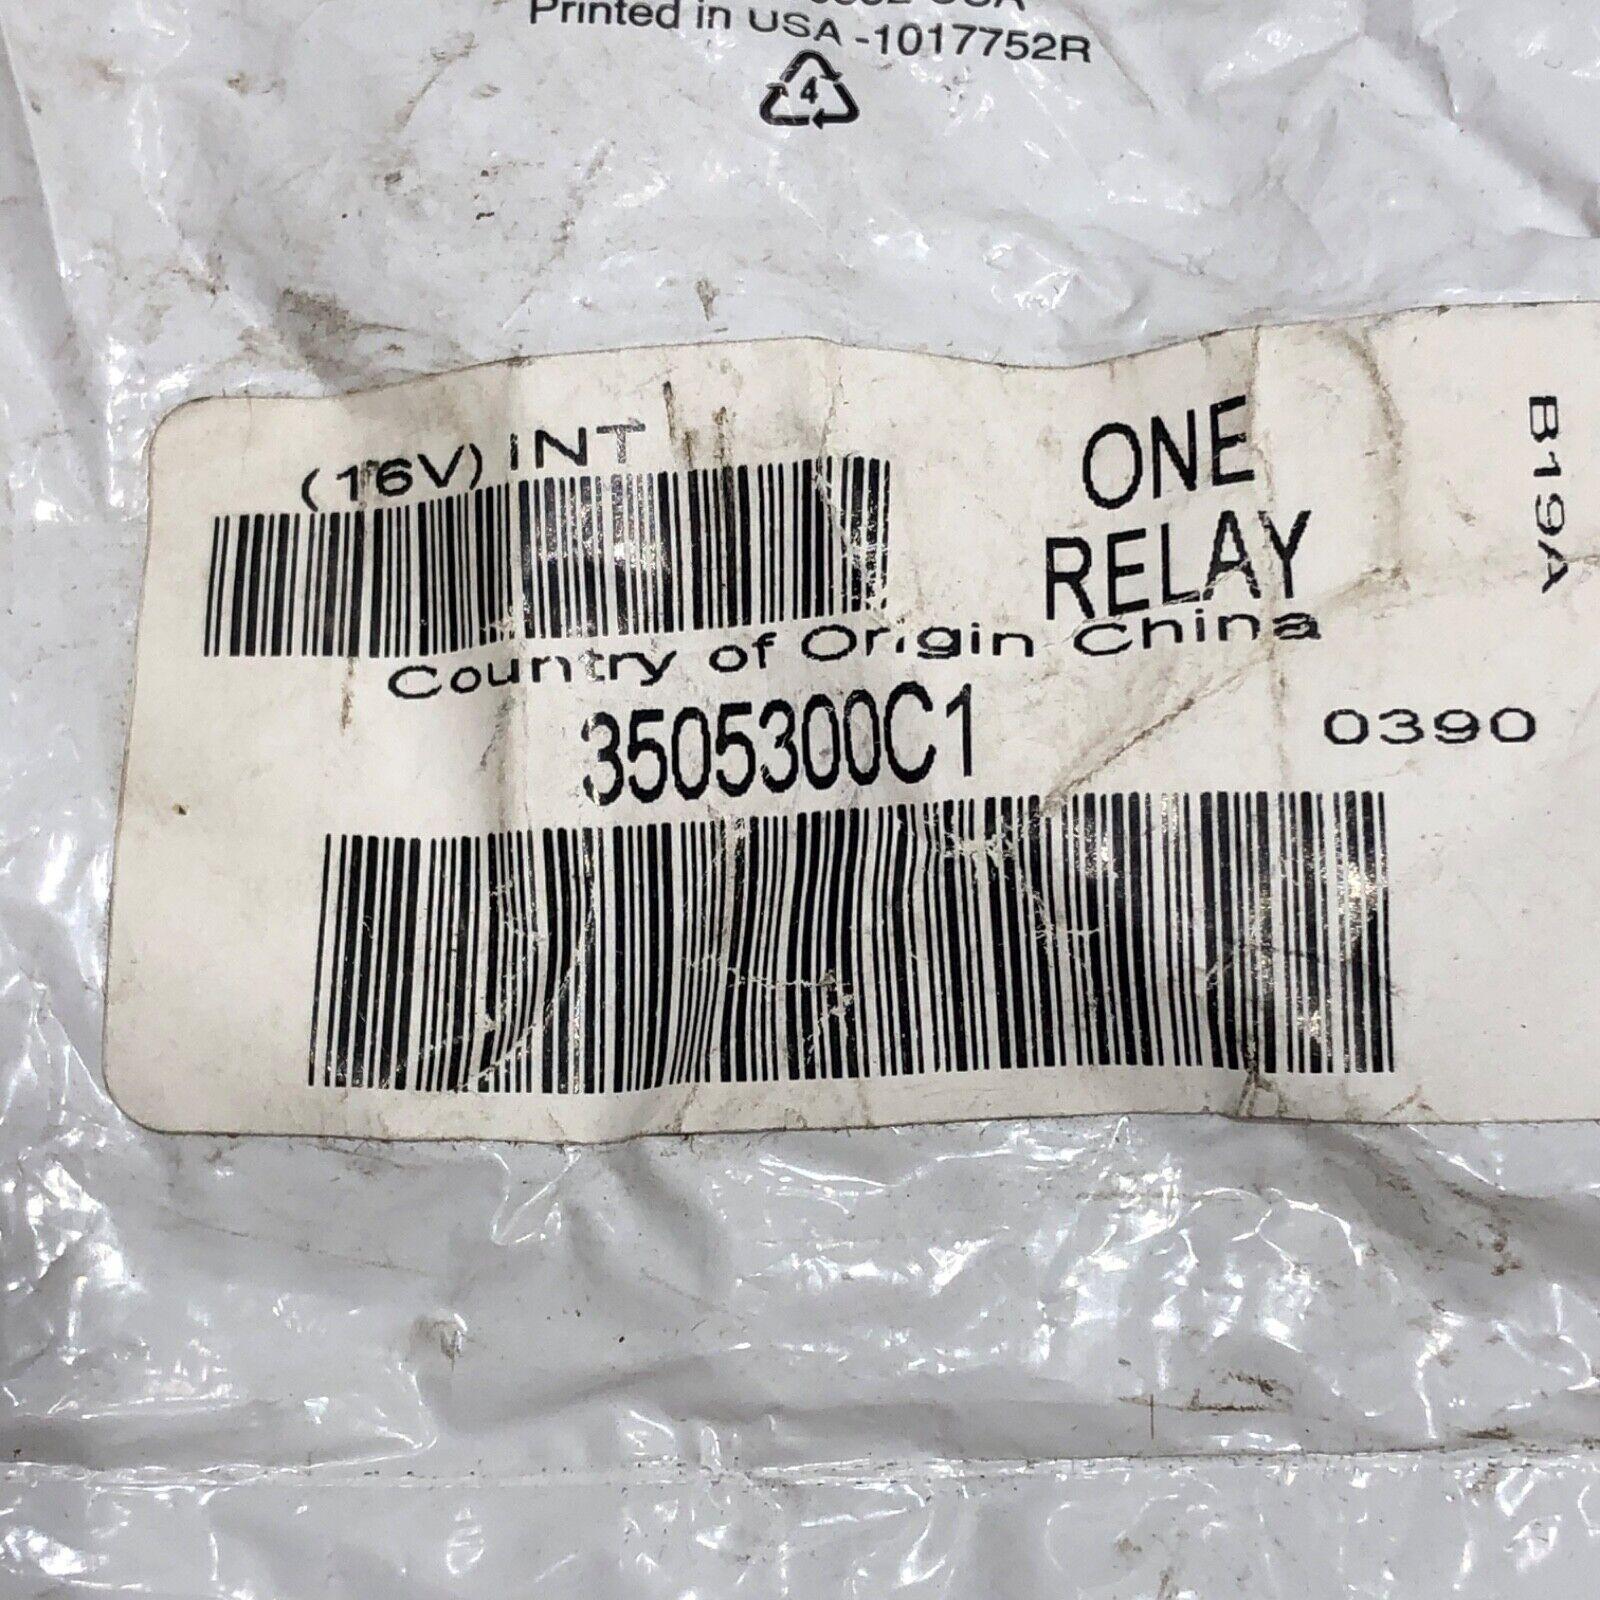 Printed in USA -1017752R
4
(16V) INT
ONE
RELAY
B19A
Country of Origin China
3505300C1
0390